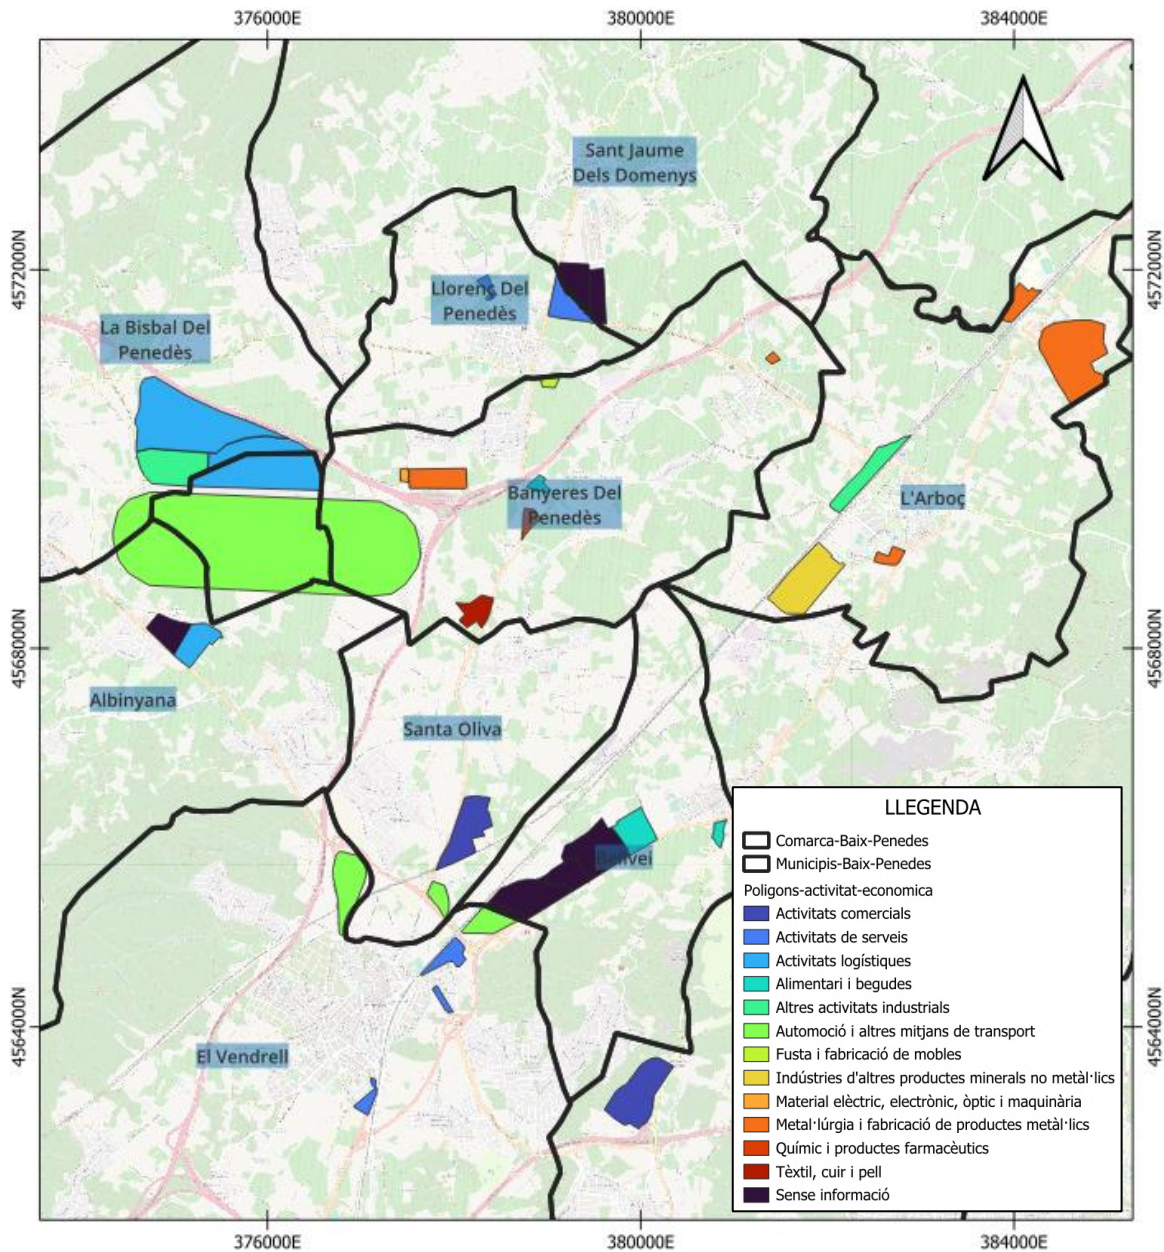 376000E
380000E
384000E
4572000N
4572000N
Sant Jaume
Dels Domenys
Llorenç Del
Penedès
La Bisbal Del
Penedès
Banyeres Del
Penedès
L'Arboç
4568000N
4568000N
Albinyana
Santa Oliva
Bellvei
El Vendrell
4564000N
4564000N
LLEGENDA
Comarca-Baix-Penedes
Municipis-Baix-Penedes
Poligons-activitat-economica
Activitats comercials
Activitats de serveis
Activitats logístiques
Alimentari i begudes
Altres activitats industrials
Automoció i altres mitjans de transport
Fusta i fabricació de mobles
Indústries d'altres productes minerals no metàl·lics
Material elèctric, electrònic, òptic i maquinària
Metal·lúrgia i fabricació de productes metàl·lics
Químic i productes farmacèutics
Tèxtil, cuir i pell
Sense informació
376000E
380000E
384000E